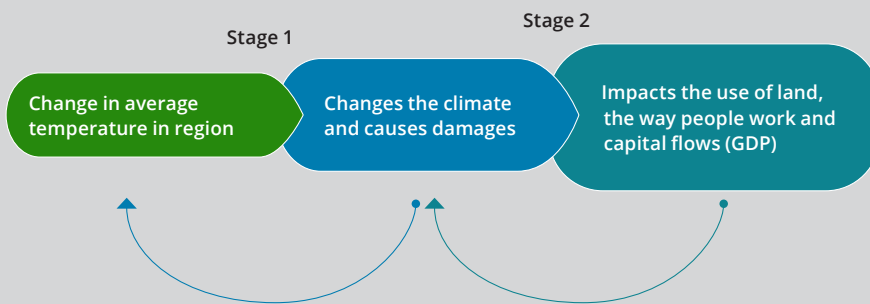 Stage 1
Stage 2
Change in average
temperature in region
Changes the climate
and causes damages
Impacts the use of land,
the way people work and
capital flows (GDP)